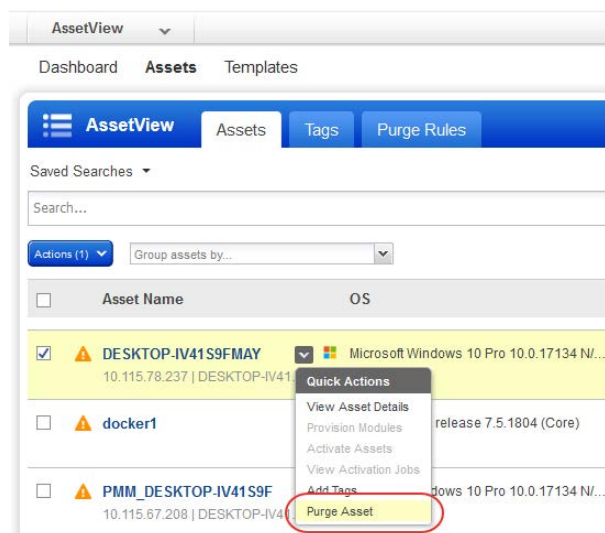 AssetView
Dashboard Assets Templates
AssetView Assets Tags Purge Rules
Saved Searches
Search...
Actions (1) Group assets by...
Asset Name OS
DESKTOP-IV41S9FMAY Microsoft Windows 10 Pro 10.0.17134 N/...
10.115.78.237 | DESKTOP-IV41
Quick Actions
View Asset Details
docker1 release 7.5.1804 (Core)
Provision Modules
Activate Assets
View Activation Jobs
PMM_DESKTOP-IV41S9F Add Tags dows 10 Pro 10.0.17134 N/...
10.115.67.208 | DESKTOP-IV41 Purge Asset